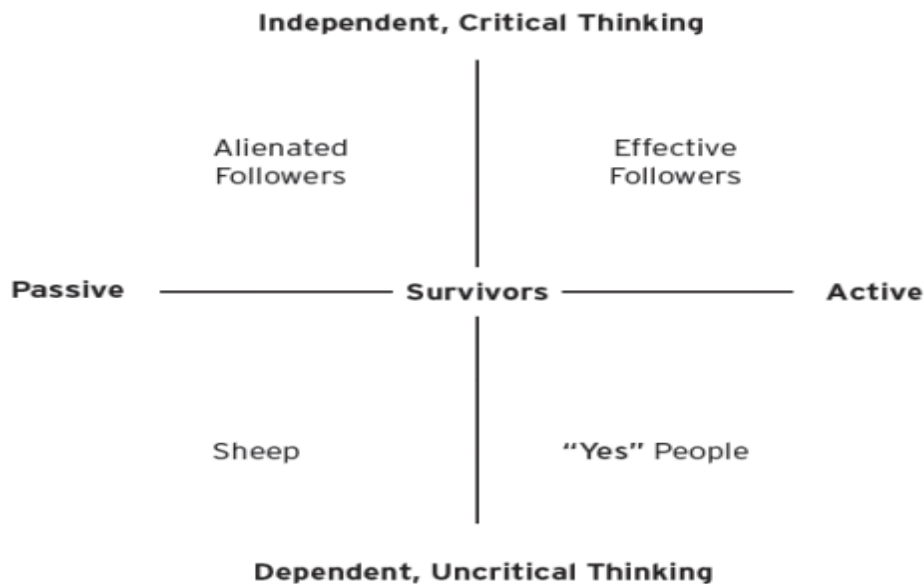 Independent, Critical Thinking
Alienated
Followers
Effective
Followers
Passive
Survivors
Active
Sheep
“Yes” People
Dependent, Uncritical Thinking